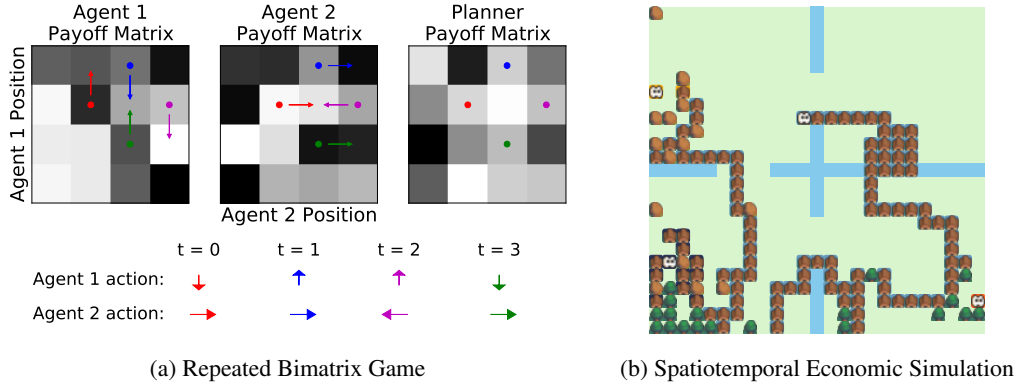 Agent 1
Payoff Matrix
Agent 2
Payoff Matrix
Planner
Payoff Matrix
Agent 1 Position
Agent 2 Position
t = 0 t = 1 t = 2 t = 3
Agent 1 action:
Agent 2 action:
(a) Repeated Bimatrix Game
(b) Spatiotemporal Economic Simulation